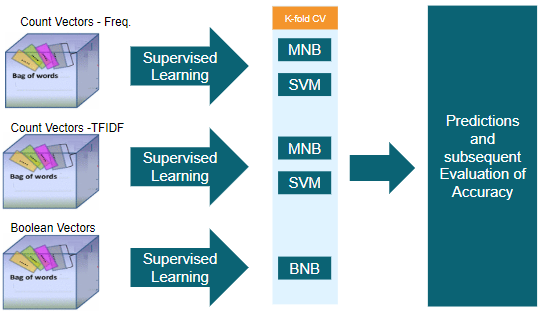 Count Vectors - Freq.
Bag of words
Supervised
Learning
K-fold CV
MNB
SVM
Count Vectors -TFIDF
Bag of words
Supervised
Learning
MNB
SVM
Boolean Vectors
Bag of words
Supervised
Learning
BNB
Predictions
and
subsequent
Evaluation of
Accuracy